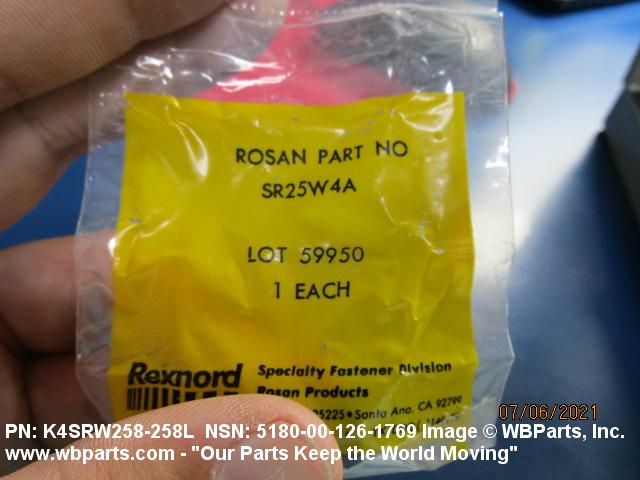 ROSAN PART NO
SR25W4A
LOT 59950
1 EACH
Rexnord
Specialty Fastener Division
Rosan Products
25225 • Santa Ana, CA 92799
07/06/2021
PN: K4SRW258-258L NSN: 5180-00-126-1769 Image © WBParts, Inc.
www.wbparts.com - "Our Parts Keep the World Moving"